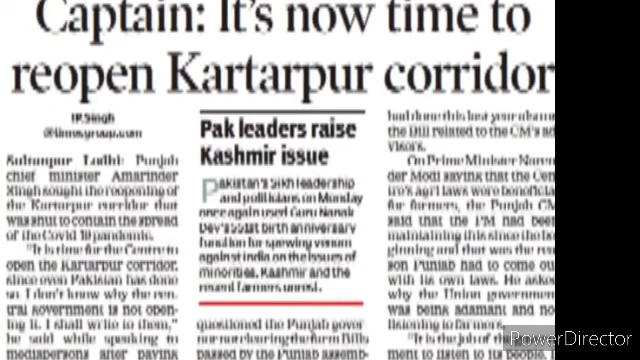 Captain: It's now time to
reopen Kartarpur corridor
I P Singh
@timesgroup.com
Sultanpur Lodhi: Punjab
chief minister Amarinder
Singh sought the reopening of
the Kartarpur corridor that
was shut to contain the spread
of the Covid 19 pandemic.
"It is time for the Centre to
open the Kartarpur corridor,
since even Pakistan has done
so. I don't know why the cen-
tral government is not open-
ing it. I shall write to them,"
he said while speaking to
mediapersons after paying
Pak leaders raise
Kashmir issue
Pakistan's Sikh leadership
and politicians on Monday
once again used Guru Nanak
Dev's 551st birth anniversary
function for spewing venom
against India on the issues of
minorities, Kashmir and the
recent farmers unrest.
questioned the Punjab gover
nor not clearing the farm Bills
passed by the Punjab assemb-
had done this last year
the Bill related to the CM's ad
visors.
On Prime Minister Naren
der Modi saying that the Cen
tre's agri laws were beneficial
for farmers, the Punjab CM
said that the PM had been
maintaining this since the be
ginning and that was the rea
son Punjab had to come ou
with its own laws. He asked
why the Union government
was being adamant and no
listening to farmers.
"It is the job of the
ment to listen to its people.
PowerDirector